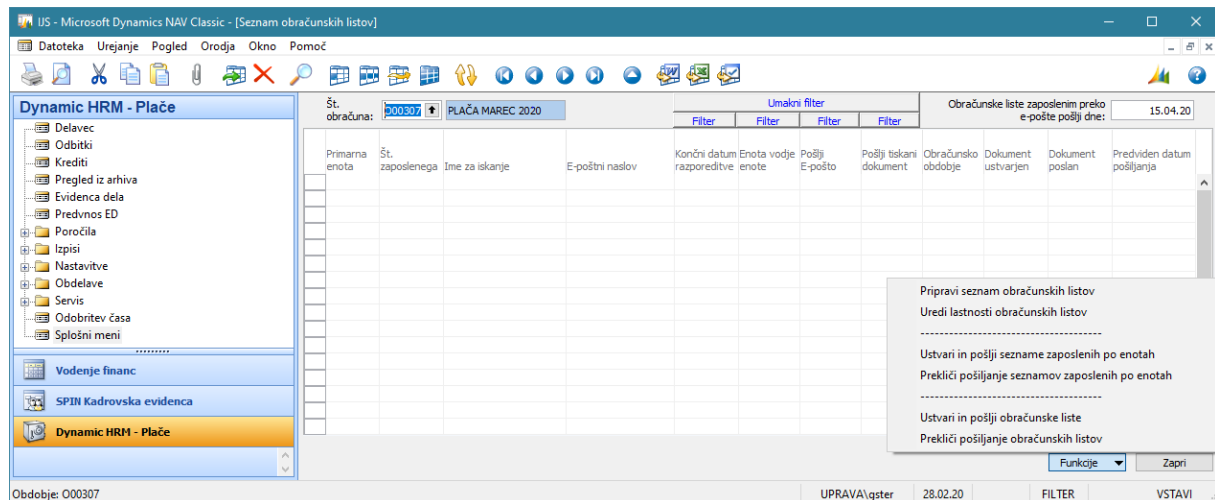 IJS - Microsoft Dynamics NAV Classic - [Seznam obračunskih listov]
Datoteka Urejanje Pogled Orodja Okno Pomoč
Dynamic HRM - Plače
Delavec
Odbitki
Krediti
Pregled iz arhiva
Evidenca dela
Predvnos ED
Poročila
Izpisi
Nastavitve
Obdelave
Servis
Odobritev časa
Splošni meni
Vodenje financ
SPIN Kadrovska evidenca
Dynamic HRM - Plače
Št. obračuna: O00307 PLAČA MAREC 2020
Umakni filter
Filter Filter Filter Filter
Obračunske liste zaposlenim preko
e-pošte pošlji dne: 15.04.20
Primarna enota
Št. zaposlenega
Ime za iskanje
E-poštni naslov
Končni datum razporeditve
Enota vodje enote
Pošlji E-pošto
Pošlji tiskani dokument
Obračunsko obdobje
Dokument ustvarjen
Dokument poslan
Predviden datum pošiljanja
Pripravi seznam obračunskih listov
Uredi lastnosti obračunskih listov
--------------------------------------
Ustvari in pošlji sezname zaposlenih po enotah
Prekliči pošiljanje seznamov zaposlenih po enotah
--------------------------------------
Ustvari in pošlji obračunske liste
Prekliči pošiljanje obračunskih listov
Funkcije Zapri
Obdobje: O00307 UPRAVA\qster 28.02.20 FILTER VSTAVI